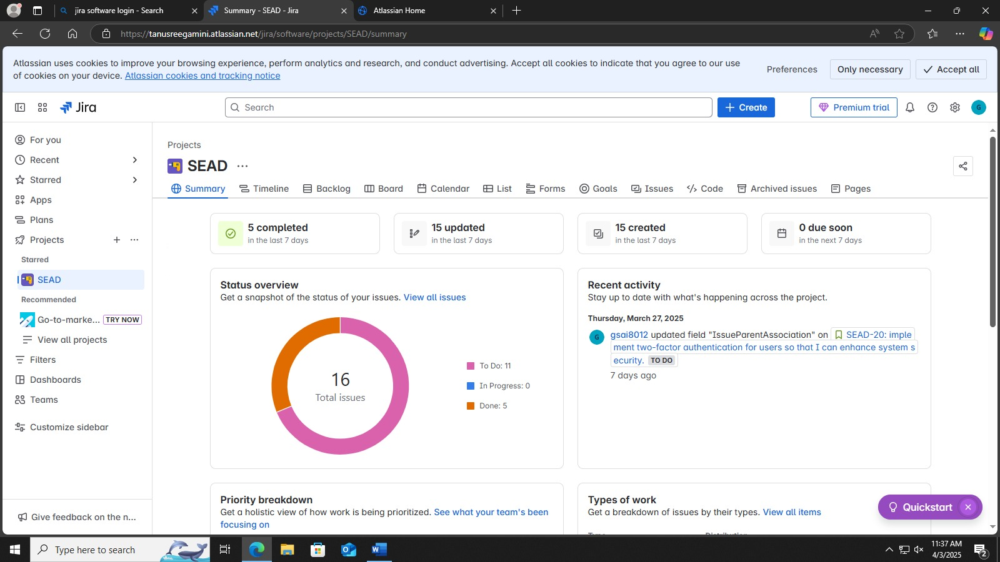 jira software login - Search
Summary - SEAD - Jira
Atlassian Home
https://tanusreegamini.atlassian.net/jira/software/projects/SEAD/summary
Atlassian uses cookies to improve your browsing experience, perform analytics and research, and conduct advertising. Accept all cookies to indicate that you agree to our use
of cookies on your device. Atlassian cookies and tracking notice
Preferences
Only necessary
Accept all
Jira
Search
Create
Premium trial
G
For you
Recent
Starred
Apps
Plans
Projects
Starred
SEAD
Recommended
Go-to-marke... TRY NOW
View all projects
Filters
Dashboards
Teams
Customize sidebar
Give feedback on the n...
Projects
SEAD
Summary
Timeline
Backlog
Board
Calendar
List
Forms
Goals
Issues
Code
Archived issues
Pages
5 completed
in the last 7 days
15 updated
in the last 7 days
15 created
in the last 7 days
0 due soon
in the next 7 days
Status overview
Get a snapshot of the status of your issues. View all issues
16
Total issues
To Do: 11
In Progress: 0
Done: 5
Recent activity
Stay up to date with what's happening across the project.
Thursday, March 27, 2025
G
gsai8012 updated field "IssueParentAssociation" on SEAD-20: imple
ment two-factor authentication for users so that I can enhance system s
ecurity. TO DO
7 days ago
Priority breakdown
Get a holistic view of how work is being prioritized. See what your team's been
focusing on
Types of work
Get a breakdown of issues by their types. View all items
Quickstart
Type here to search
11:37 AM
4/3/2025
2